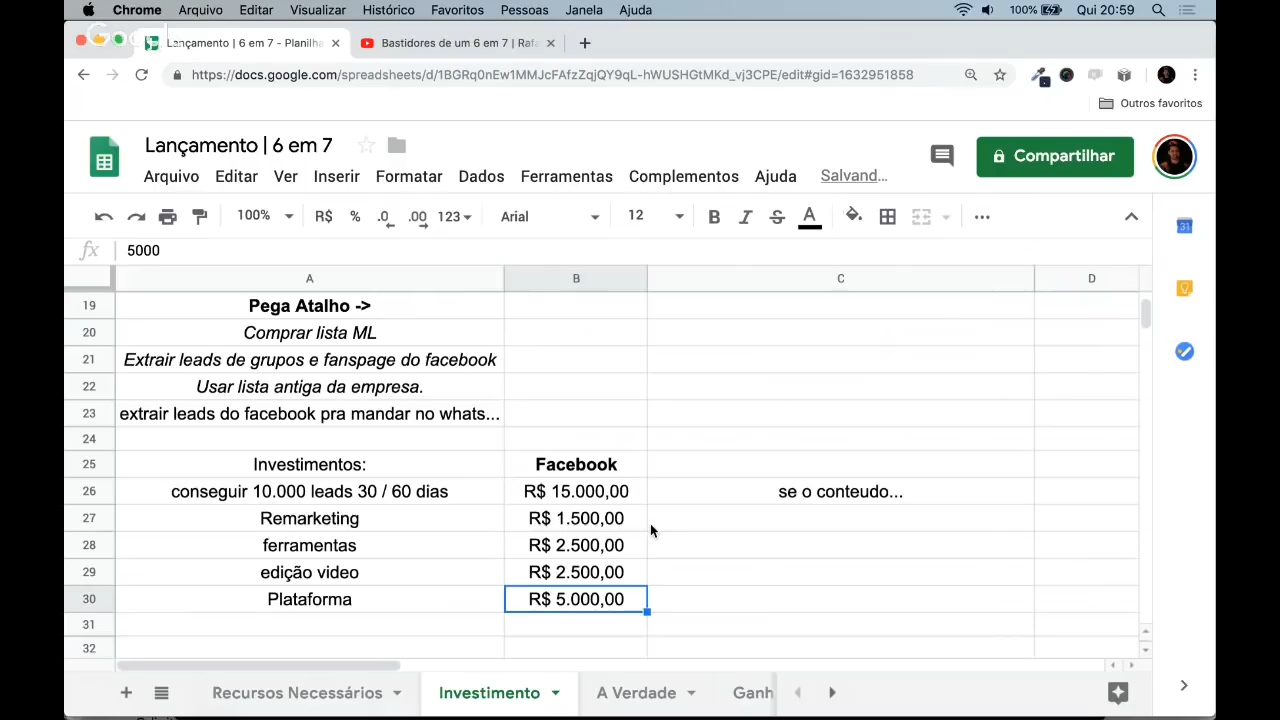 Chrome Arquivo Editar Visualizar Histórico Favoritos Pessoas Janela Ajuda 100% Qui 20:59
Lançamento | 6 em 7 - Planilha Bastidores de um 6 em 7 | Rafa
https://docs.google.com/spreadsheets/d/1BGRq0nEw1MMJcFAfzZqjQY9qL-hWUSHGtMKd_vj3CPE/edit#gid=1632951858
Outros favoritos
Lançamento | 6 em 7
Compartilhar
Arquivo Editar Ver Inserir Formatar Dados Ferramentas Complementos Ajuda Salvand...
100% R$ % .0 .00 123 Arial 12 B I S A
fx 5000
A B C D
19 Pega Atalho ->
20 Comprar lista ML
21 Extrair leads de grupos e fanspage do facebook
22 Usar lista antiga da empresa.
23 extrair leads do facebook pra mandar no whats...
24
25 Investimentos: Facebook
26 conseguir 10.000 leads 30 / 60 dias R$ 15.000,00 se o conteudo...
27 Remarketing R$ 1.500,00
28 ferramentas R$ 2.500,00
29 edição video R$ 2.500,00
30 Plataforma R$ 5.000,00
31
32
Recursos Necessários Investimento A Verdade Ganh